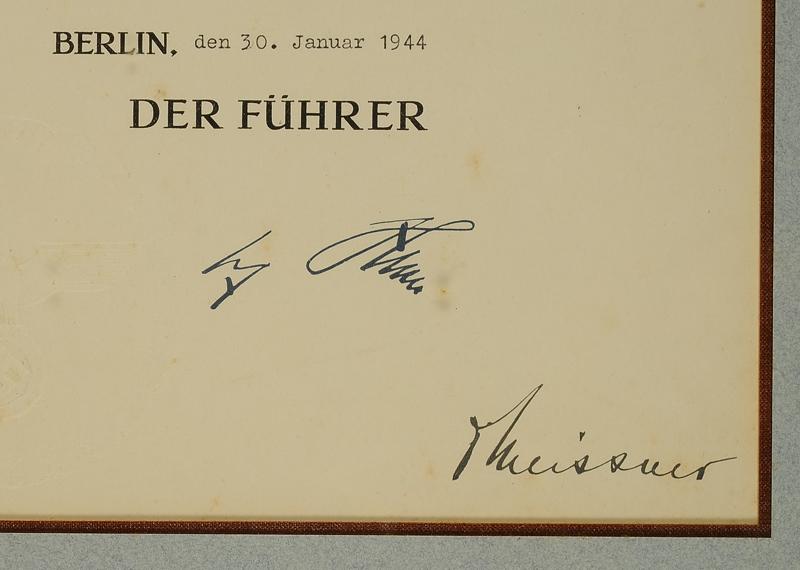 BERLIN, den 30. Januar 1944
DER FÜHRER
Meissner